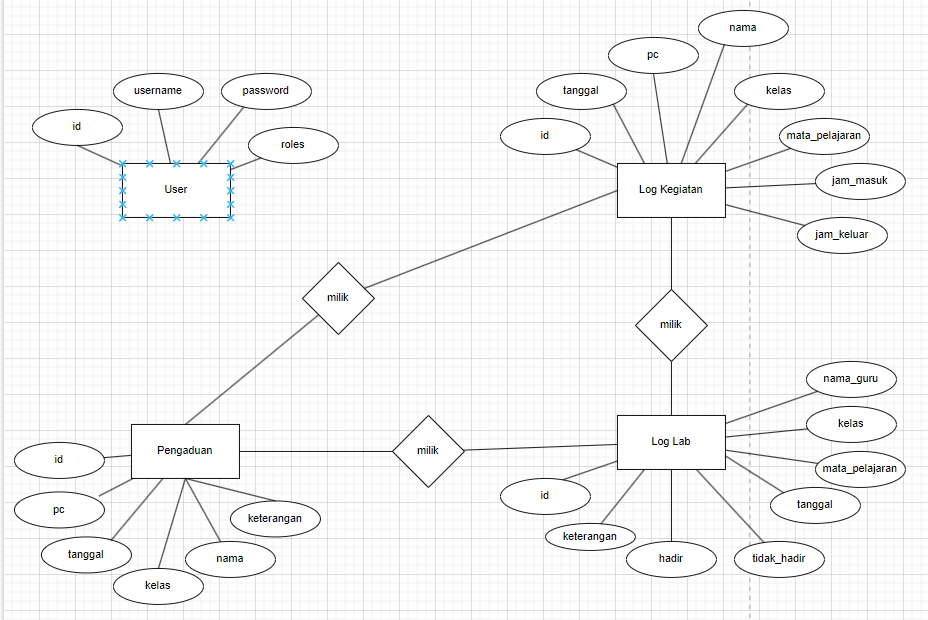 nama
pc
username
password
tanggal
kelas
id
roles
id
mata_pelajaran
User
Log Kegiatan
jam_masuk
jam_keluar
milik
milik
nama_guru
kelas
Pengaduan
milik
Log Lab
id
mata_pelajaran
pc
keterangan
id
tanggal
tanggal
nama
keterangan
hadir
tidak_hadir
kelas